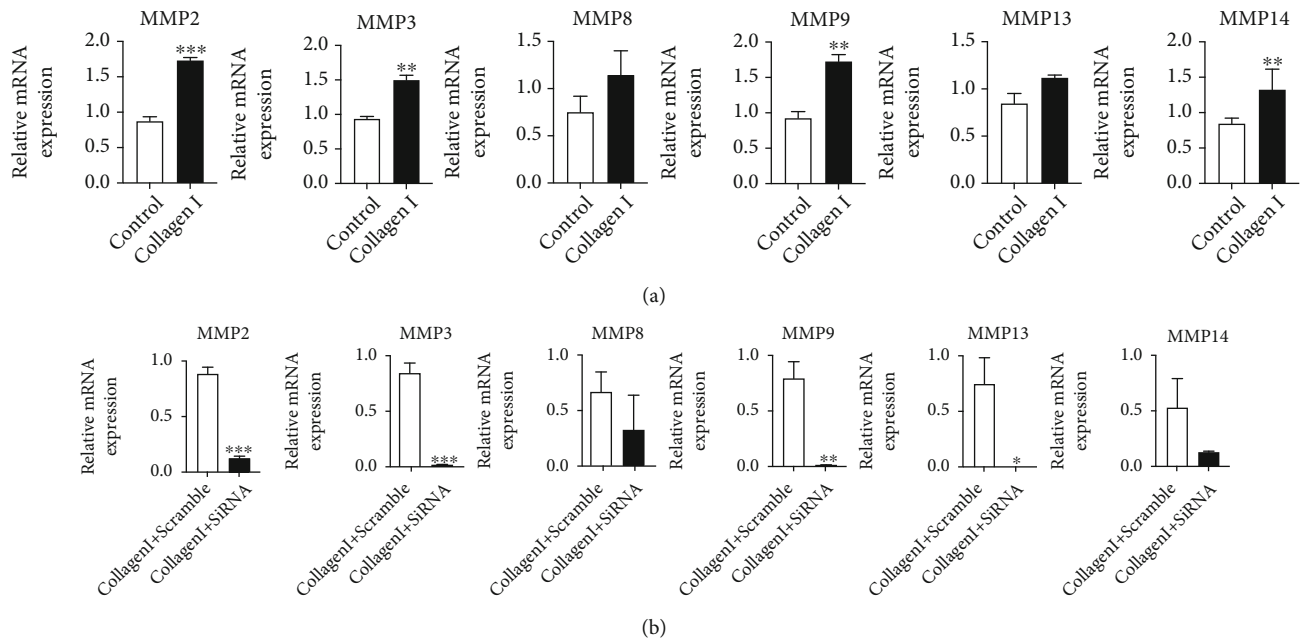 MMP2
Relative mRNA
expression
2.0
1.5
1.0
0.5
0.0
***
Control
Collagen I
MMP3
Relative mRNA
expression
2.0
1.5
1.0
0.5
0.0
**
Control
Collagen I
MMP8
Relative mRNA
expression
1.5
1.0
0.5
0.0
Control
Collagen I
MMP9
Relative mRNA
expression
2.0
1.5
1.0
0.5
0.0
**
Control
Collagen I
MMP13
Relative mRNA
expression
1.5
1.0
0.5
0.0
Control
Collagen I
MMP14
Relative mRNA
expression
2.0
1.5
1.0
0.5
0.0
**
Control
Collagen I
(a)
MMP2
Relative mRNA
expression
1.0
0.5
0.0
***
CollagenI+Scramble
CollagenI+SiRNA
MMP3
Relative mRNA
expression
1.0
0.5
0.0
***
CollagenI+Scramble
CollagenI+SiRNA
MMP8
Relative mRNA
expression
1.0
0.5
0.0
CollagenI+Scramble
CollagenI+SiRNA
MMP9
Relative mRNA
expression
1.0
0.5
0.0
**
CollagenI+Scramble
CollagenI+SiRNA
MMP13
Relative mRNA
expression
1.0
0.5
0.0
*
CollagenI+Scramble
CollagenI+SiRNA
MMP14
Relative mRNA
expression
1.0
0.5
0.0
CollagenI+Scramble
CollagenI+SiRNA
(b)